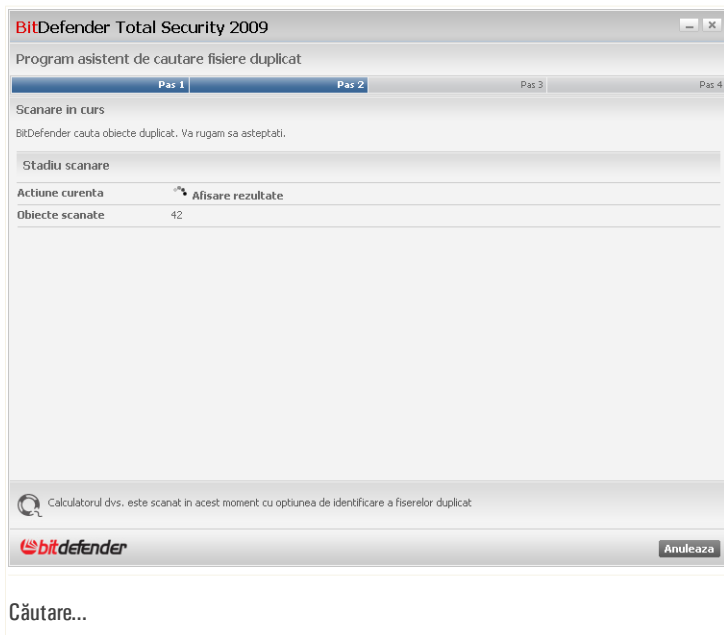 BitDefender Total Security 2009
Program asistent de cautare fisiere duplicat
Pas 1 Pas 2 Pas 3 Pas 4
Scanare in curs
BitDefender cauta obiecte duplicat. Va rugam sa asteptati.
Stadiu scanare
Actiune curenta Afisare rezultate
Obiecte scanate 42
Calculatorul dvs. este scanat in acest moment cu optiunea de identificare a fiserelor duplicat
bitdefender
Anuleaza
Căutare...